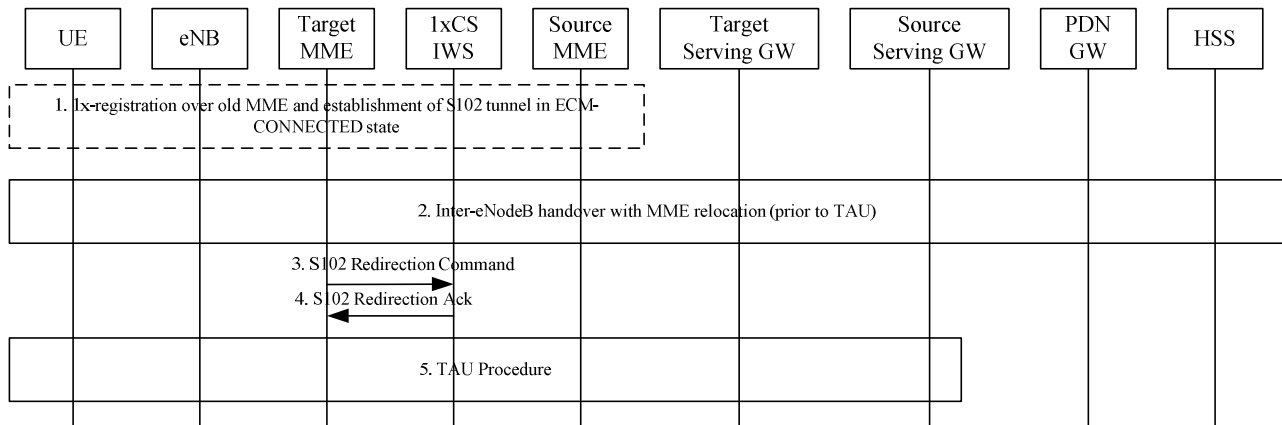 UE
eNB
Target
MME
1xCS
IWS
Source
MME
Target
Serving GW
Source
Serving GW
PDN
GW
HSS
1. 1x-registration over old MME and establishment of S102 tunnel in ECM-
CONNECTED state
2. Inter-eNodeB handover with MME relocation (prior to TAU)
3. S102 Redirection Command
4. S102 Redirection Ack
5. TAU Procedure